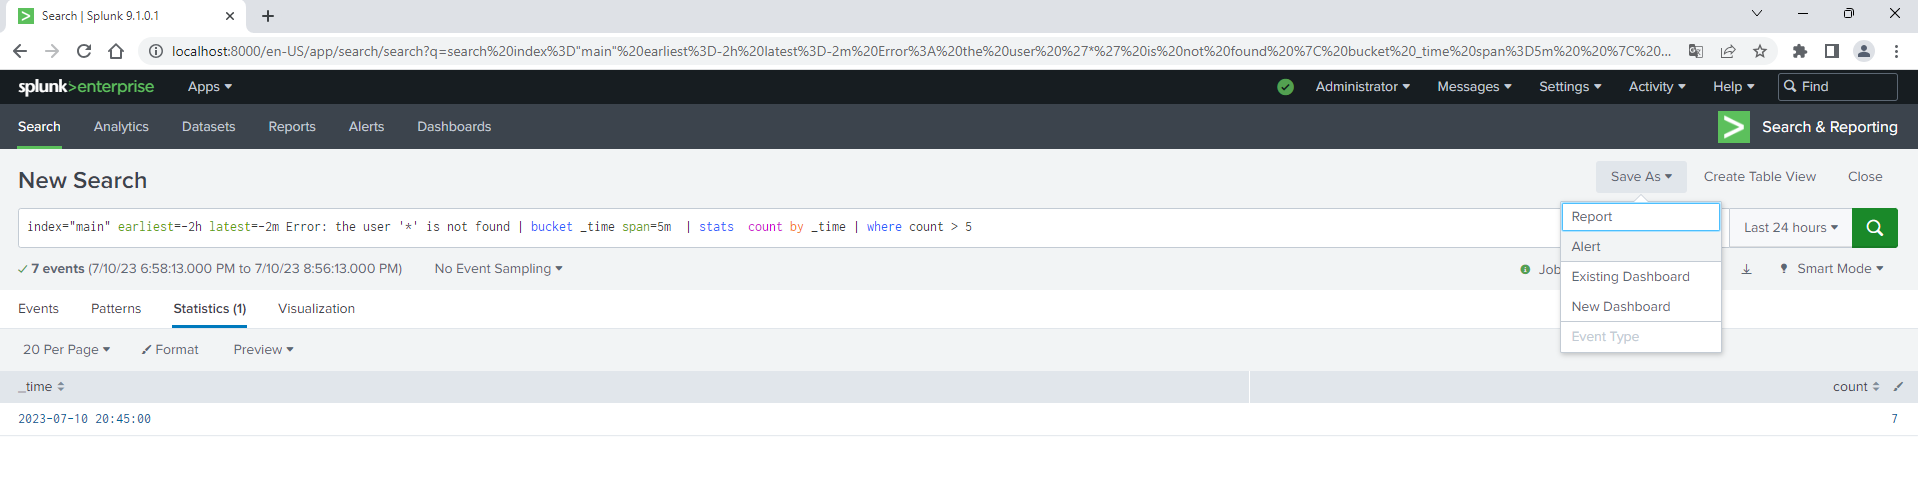 Search | Splunk 9.1.0.1
localhost:8000/en-US/app/search/search?q=search%20index%3D"main"%20earliest%3D-2h%20latest%3D-2m%20Error%3A%20the%20user%20%27*%27%20is%20not%20found%20%7C%20bucket%20_time%20span%3D5m%20%20%7C%20...
splunk>enterprise Apps Administrator Messages Settings Activity Help Find
Search Analytics Datasets Reports Alerts Dashboards Search & Reporting
New Search Save As Create Table View Close
index="main" earliest=-2h latest=-2m Error: the user '*' is not found | bucket _time span=5m | stats count by _time | where count > 5 Last 24 hours
7 events (7/10/23 6:58:13.000 PM to 7/10/23 8:56:13.000 PM) No Event Sampling Job Smart Mode
Report
Alert
Existing Dashboard
New Dashboard
Event Type
Events Patterns Statistics (1) Visualization
20 Per Page Format Preview
_time count
2023-07-10 20:45:00 7